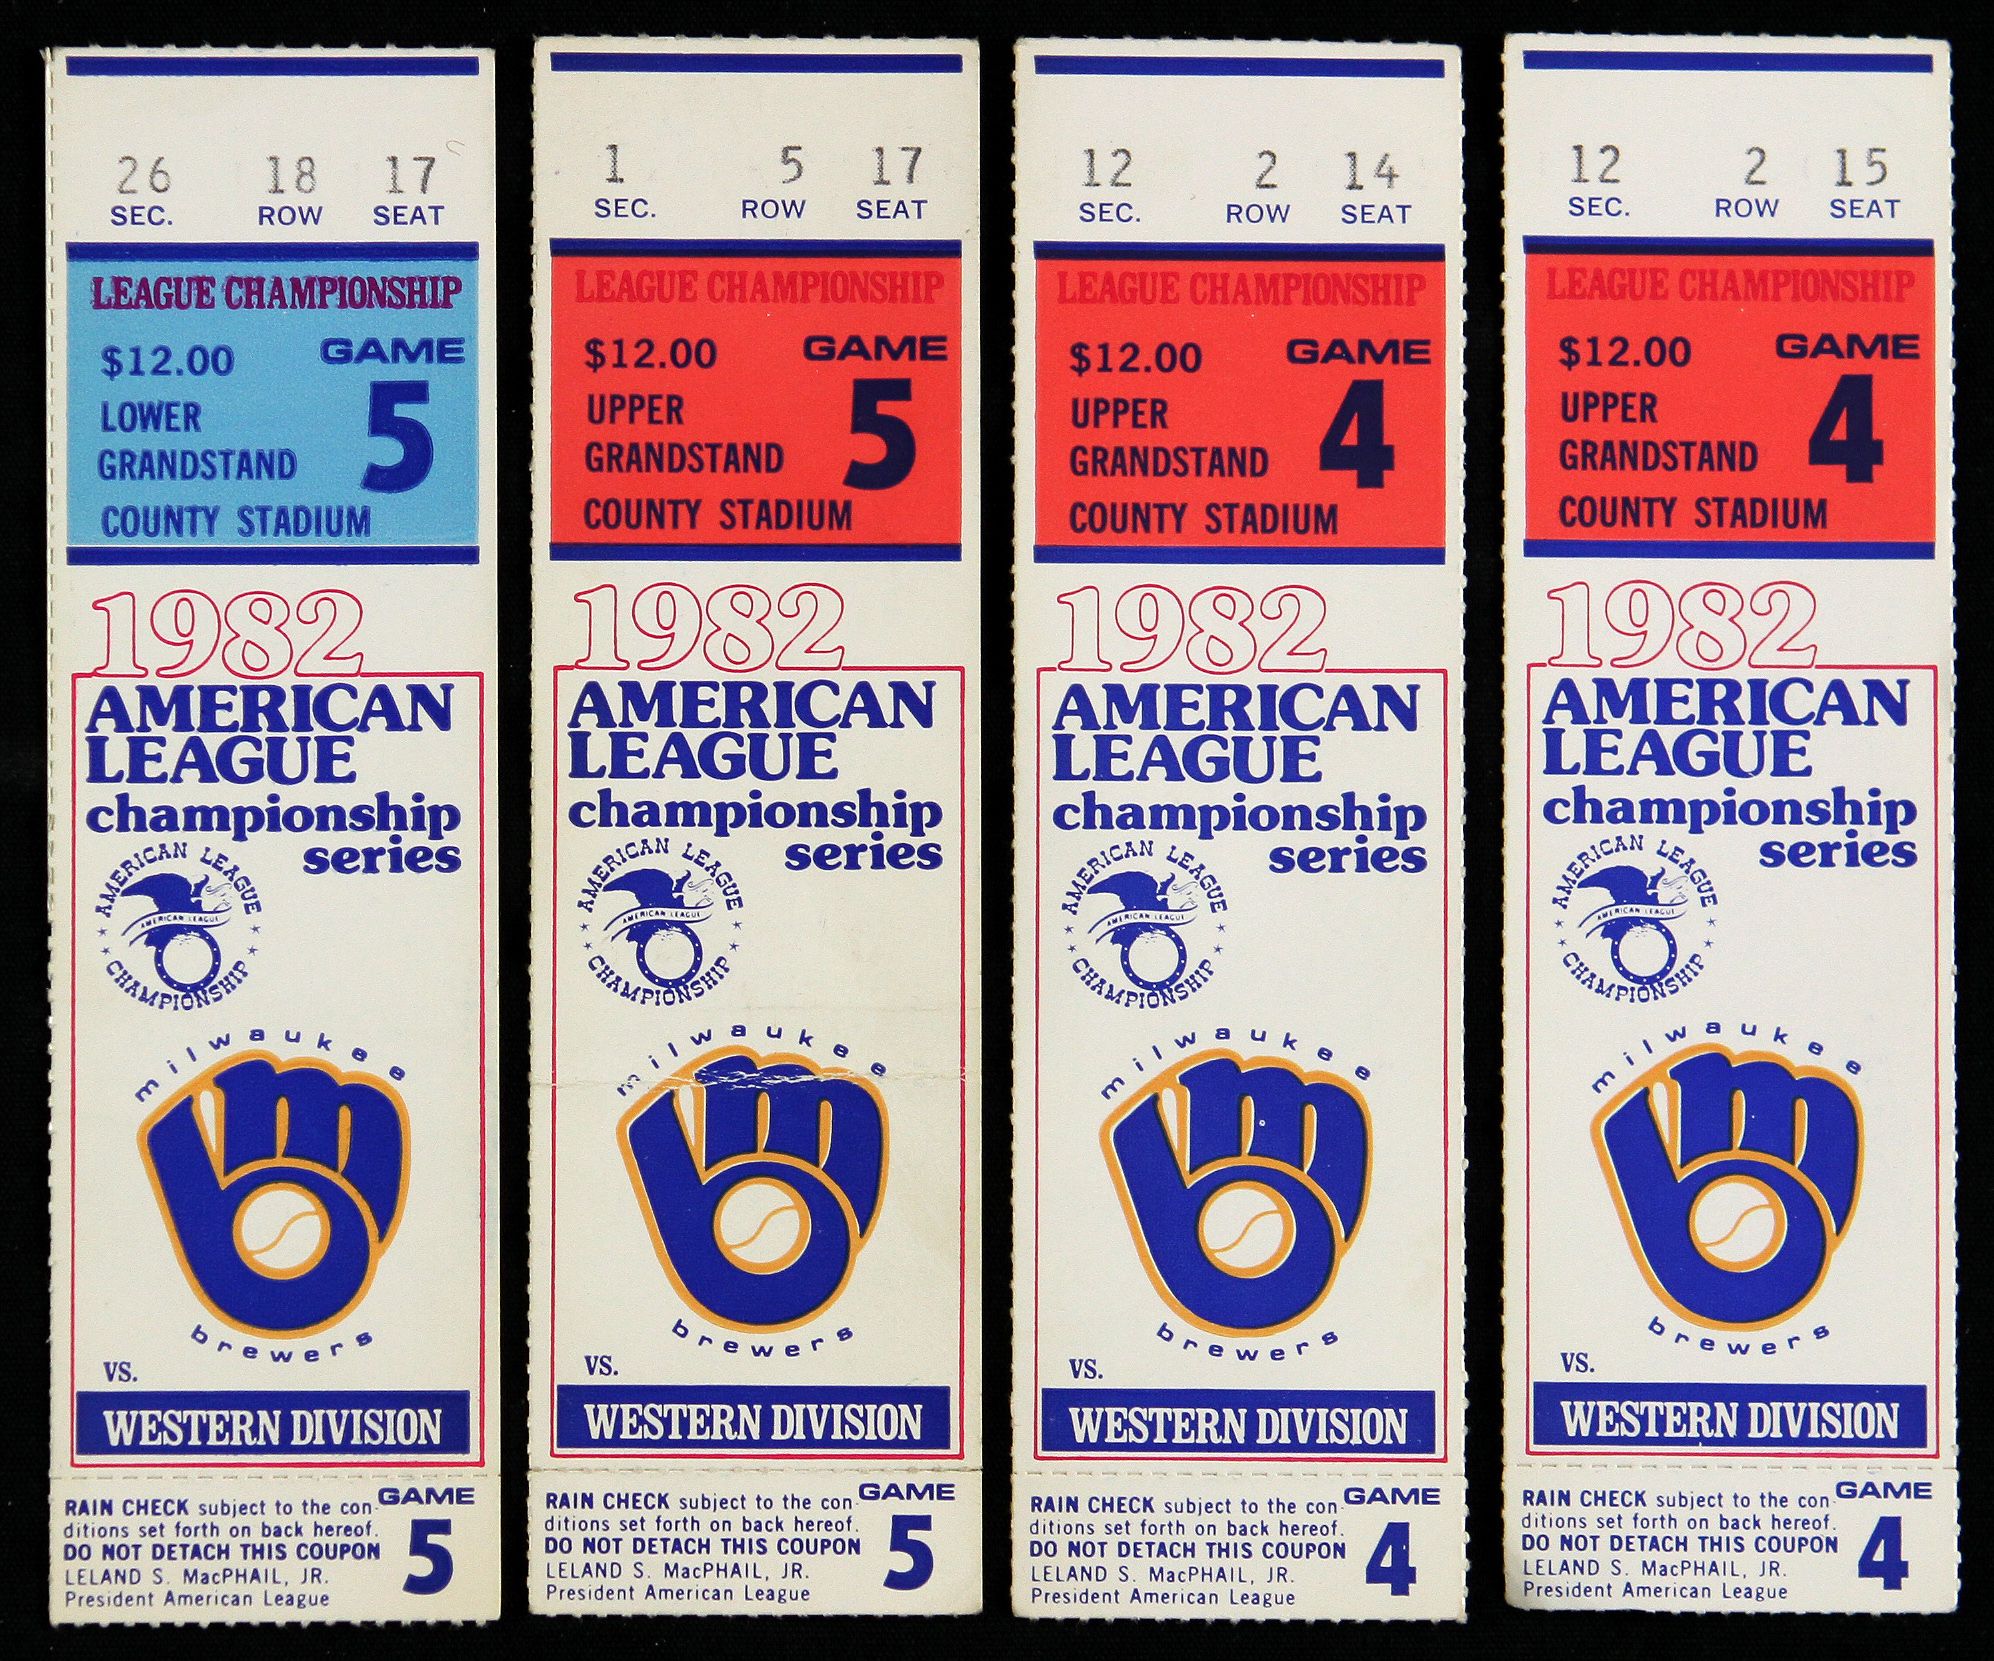 26 18 17
SEC. ROW SEAT
LEAGUE CHAMPIONSHIP
$12.00 GAME
LOWER 5
GRANDSTAND
COUNTY STADIUM
1982
AMERICAN
LEAGUE
championship
series
AMERICAN LEAGUE
AMERICAN LEAGUE
CHAMPIONSHIP
milwaukee
brewers
VS.
WESTERN DIVISION
RAIN CHECK subject to the con- GAME
ditions set forth on back hereof. 5
DO NOT DETACH THIS COUPON
LELAND S. MacPHAIL, JR.
President American League
1 5 17
SEC. ROW SEAT
LEAGUE CHAMPIONSHIP
$12.00 GAME
UPPER 5
GRANDSTAND
COUNTY STADIUM
1982
AMERICAN
LEAGUE
championship
series
AMERICAN LEAGUE
AMERICAN LEAGUE
CHAMPIONSHIP
milwaukee
brewers
VS.
WESTERN DIVISION
RAIN CHECK subject to the con- GAME
ditions set forth on back hereof. 5
DO NOT DETACH THIS COUPON
LELAND S. MacPHAIL, JR.
President American League
12 2 14
SEC. ROW SEAT
LEAGUE CHAMPIONSHIP
$12.00 GAME
UPPER 4
GRANDSTAND
COUNTY STADIUM
1982
AMERICAN
LEAGUE
championship
series
AMERICAN LEAGUE
AMERICAN LEAGUE
CHAMPIONSHIP
milwaukee
brewers
VS.
WESTERN DIVISION
RAIN CHECK subject to the con- GAME
ditions set forth on back hereof. 4
DO NOT DETACH THIS COUPON
LELAND S. MacPHAIL, JR.
President American League
12 2 15
SEC. ROW SEAT
LEAGUE CHAMPIONSHIP
$12.00 GAME
UPPER 4
GRANDSTAND
COUNTY STADIUM
1982
AMERICAN
LEAGUE
championship
series
AMERICAN LEAGUE
AMERICAN LEAGUE
CHAMPIONSHIP
milwaukee
brewers
VS.
WESTERN DIVISION
RAIN CHECK subject to the con- GAME
ditions set forth on back hereof. 4
DO NOT DETACH THIS COUPON
LELAND S. MacPHAIL, JR.
President American League